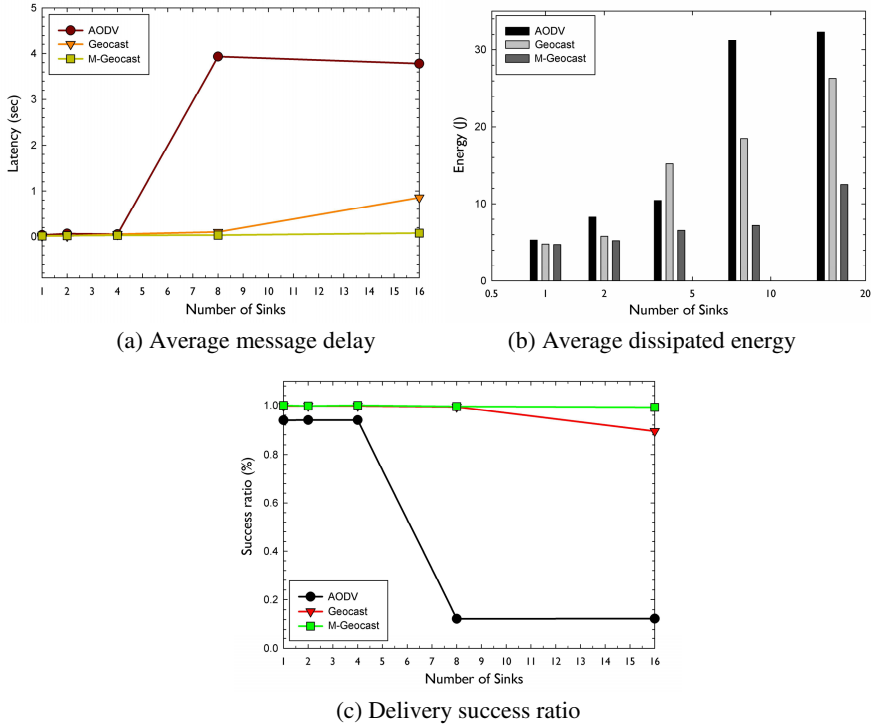 AODV
Geocast
M-Geocast
Latency (sec)
5
4
3
2
1
0
1 2 3 4 5 6 7 8 9 10 11 12 13 14 15 16
Number of Sinks
(a) Average message delay
AODV
Geocast
M-Geocast
Energy (J)
30
20
10
0
0.5 1 2 5 10 20
Number of Sinks
(b) Average dissipated energy
Success ratio (%)
1.0
0.8
0.6
0.4
0.2
0.0
AODV
Geocast
M-Geocast
1 2 3 4 5 6 7 8 9 10 11 12 13 14 15 16
Number of Sinks
(c) Delivery success ratio